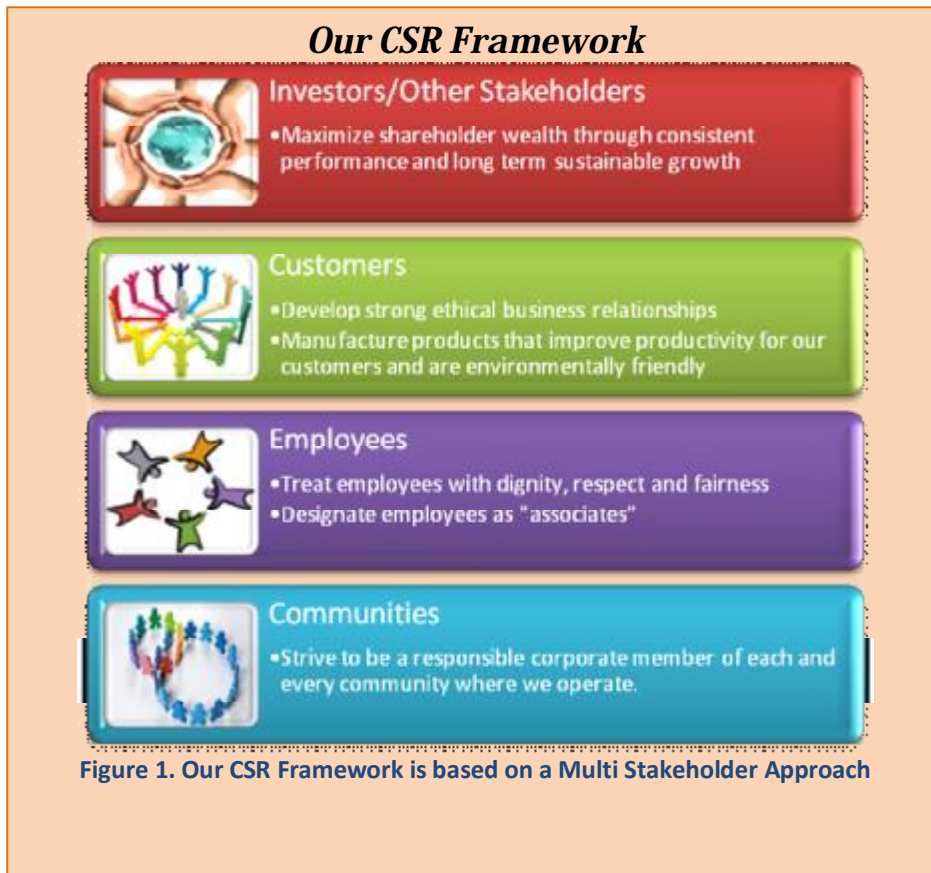 Our CSR Framework
Investors/Other Stakeholders
•Maximize shareholder wealth through consistent
performance and long term sustainable growth
Customers
•Develop strong ethical business relationships
•Manufacture products that improve productivity for our
customers and are environmentally friendly
Employees
•Treat employees with dignity, respect and fairness
•Designate employees as "associates"
Communities
•Strive to be a responsible corporate member of each and
every community where we operate.
Figure 1. Our CSR Framework is based on a Multi Stakeholder Approach